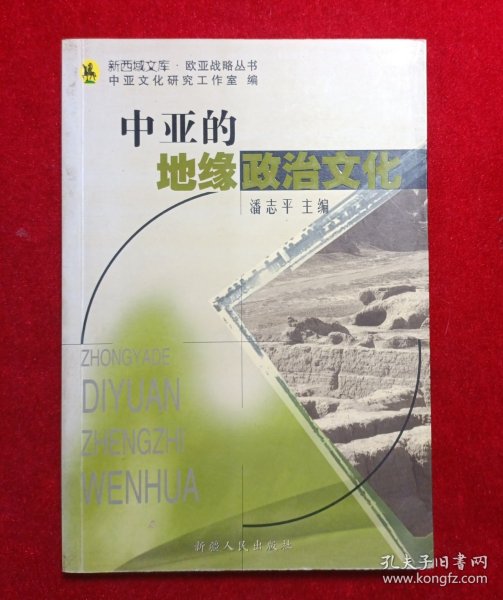 新西域文库·欧亚战略丛书
中亚文化研究工作室 编
中亚的
地缘政治文化
潘志平 主编
ZHONGYADE
DIYUAN
ZHENGZHI
WENHUA
新疆人民出版社
孔夫子旧书网
www.kongfz.com